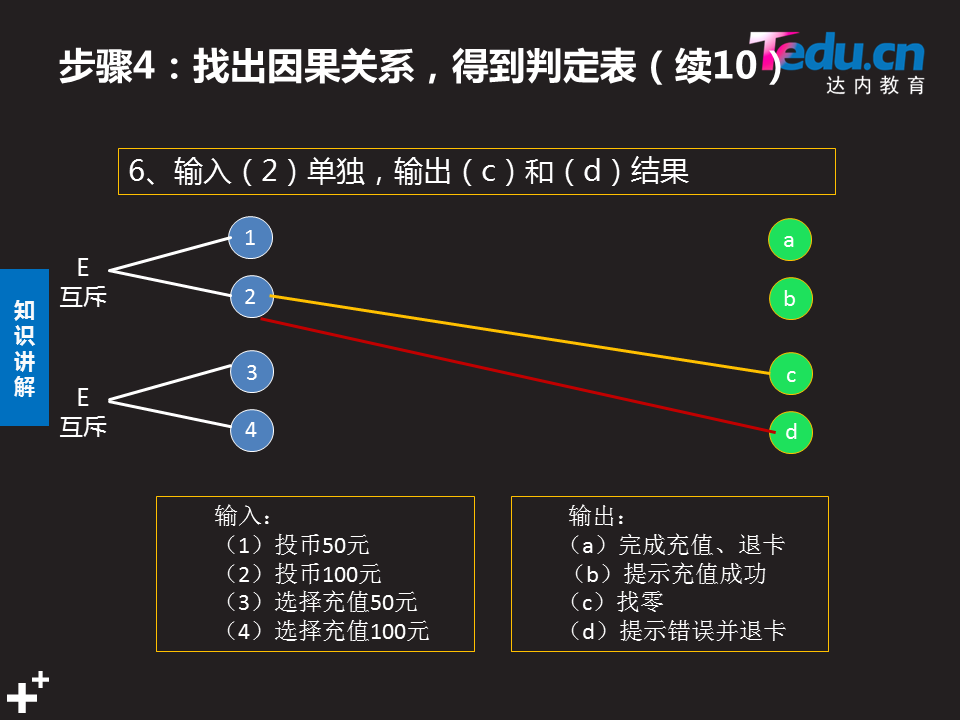 步骤4：找出因果关系，得到判定表（续10）
Tedu.cn
达内教育
6、输入（2）单独，输出（c）和（d）结果
1
a
E
互斥
2
b
知识讲解
3
c
E
互斥
4
d
输入：
（1）投币50元
（2）投币100元
（3）选择充值50元
（4）选择充值100元
输出：
（a）完成充值、退卡
（b）提示充值成功
（c）找零
（d）提示错误并退卡